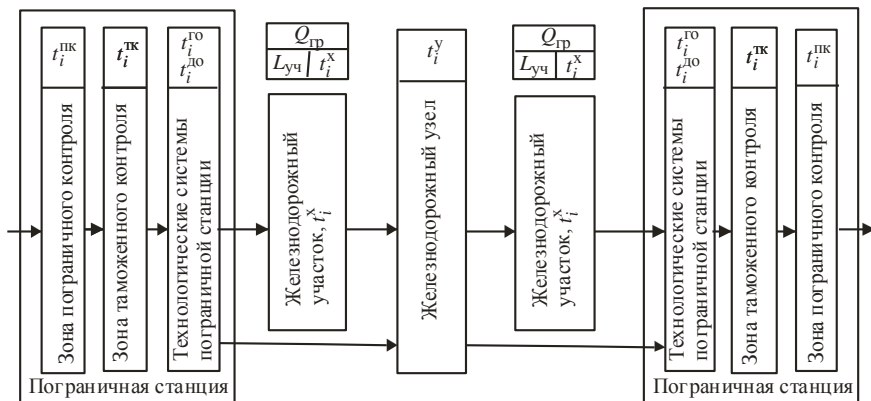 t_i^пк
Зона пограничного контроля
t_i^тк
Зона таможенного контроля
t_i^го
t_i^до
Технологические системы
пограничной станции
Пограничная станция
Q_гр
L_уч
t_i^х
Железнодорожный
участок, t_i^х
t_i^у
Железнодорожный узел
Q_гр
L_уч
t_i^х
Железнодорожный
участок, t_i^х
t_i^го
t_i^до
Технологические системы
пограничной станции
t_i^тк
Зона таможенного контроля
t_i^пк
Зона пограничного контроля
Пограничная станция